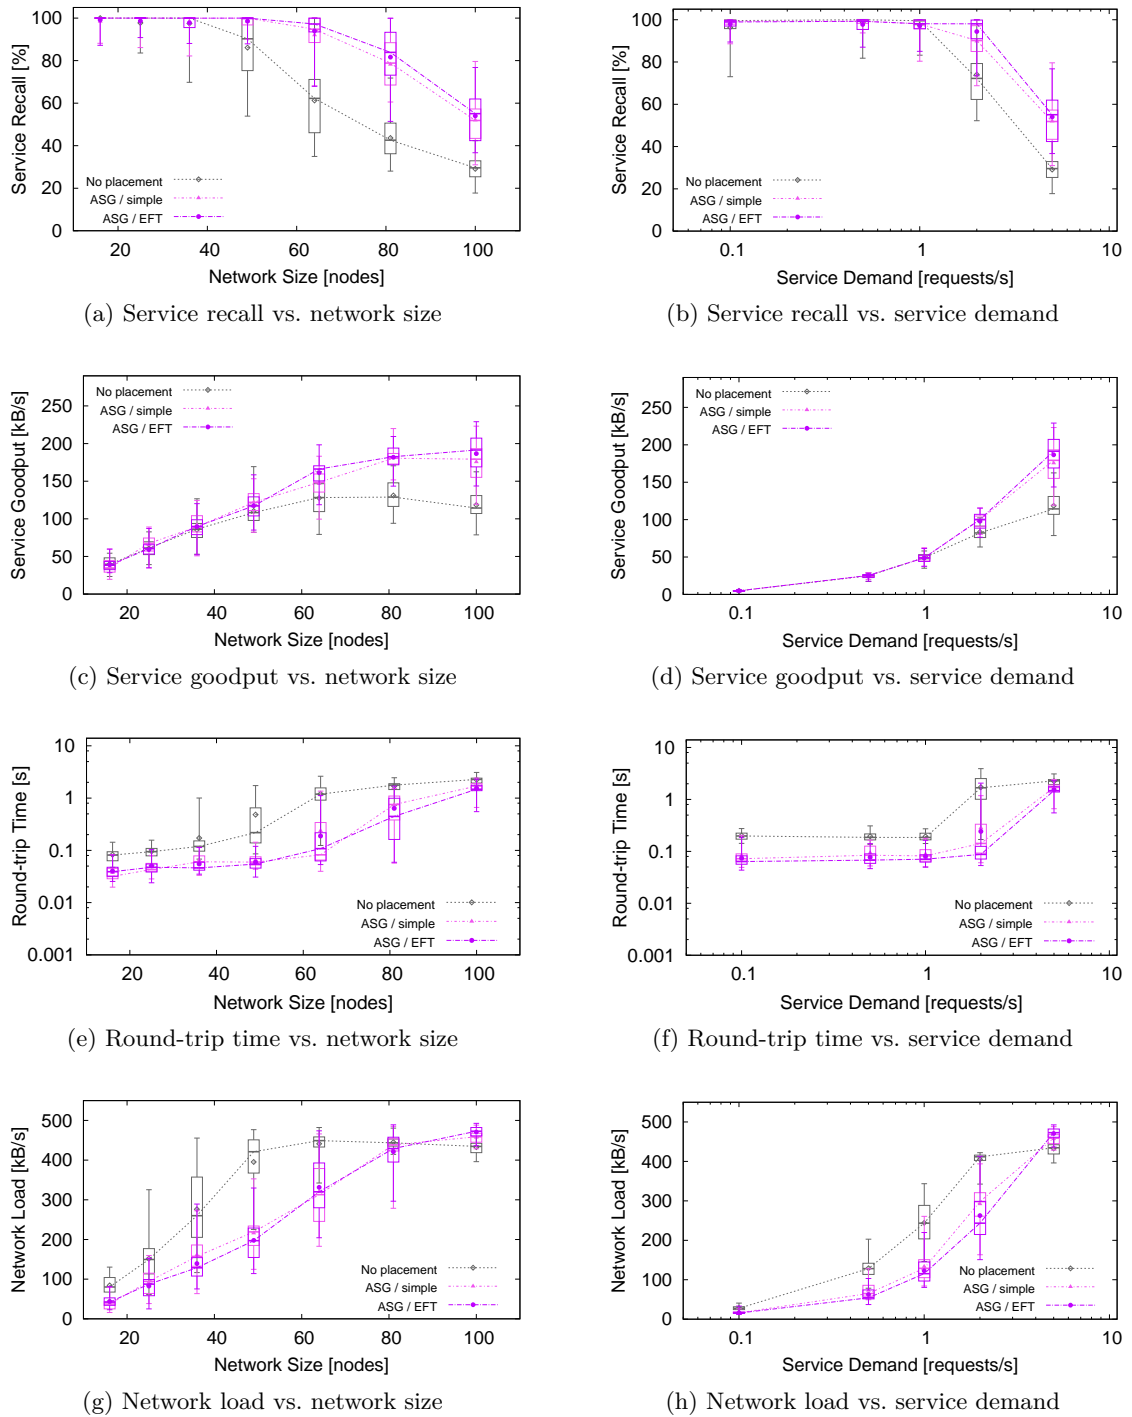 100
80
60
40
20
0
Service Recall [%]
No placement
ASG / simple
ASG / EFT
20 40 60 80 100
Network Size [nodes]
(a) Service recall vs. network size
100
80
60
40
20
0
Service Recall [%]
No placement
ASG / simple
ASG / EFT
0.1 1 10
Service Demand [requests/s]
(b) Service recall vs. service demand
250
200
150
100
50
0
Service Goodput [kB/s]
No placement
ASG / simple
ASG / EFT
20 40 60 80 100
Network Size [nodes]
(c) Service goodput vs. network size
250
200
150
100
50
0
Service Goodput [kB/s]
No placement
ASG / simple
ASG / EFT
0.1 1 10
Service Demand [requests/s]
(d) Service goodput vs. service demand
10
1
0.1
0.01
0.001
Round-trip Time [s]
No placement
ASG / simple
ASG / EFT
20 40 60 80 100
Network Size [nodes]
(e) Round-trip time vs. network size
10
1
0.1
0.01
0.001
Round-trip Time [s]
No placement
ASG / simple
ASG / EFT
0.1 1 10
Service Demand [requests/s]
(f) Round-trip time vs. service demand
500
400
300
200
100
0
Network Load [kB/s]
No placement
ASG / simple
ASG / EFT
20 40 60 80 100
Network Size [nodes]
(g) Network load vs. network size
500
400
300
200
100
0
Network Load [kB/s]
No placement
ASG / simple
ASG / EFT
0.1 1 10
Service Demand [requests/s]
(h) Network load vs. service demand